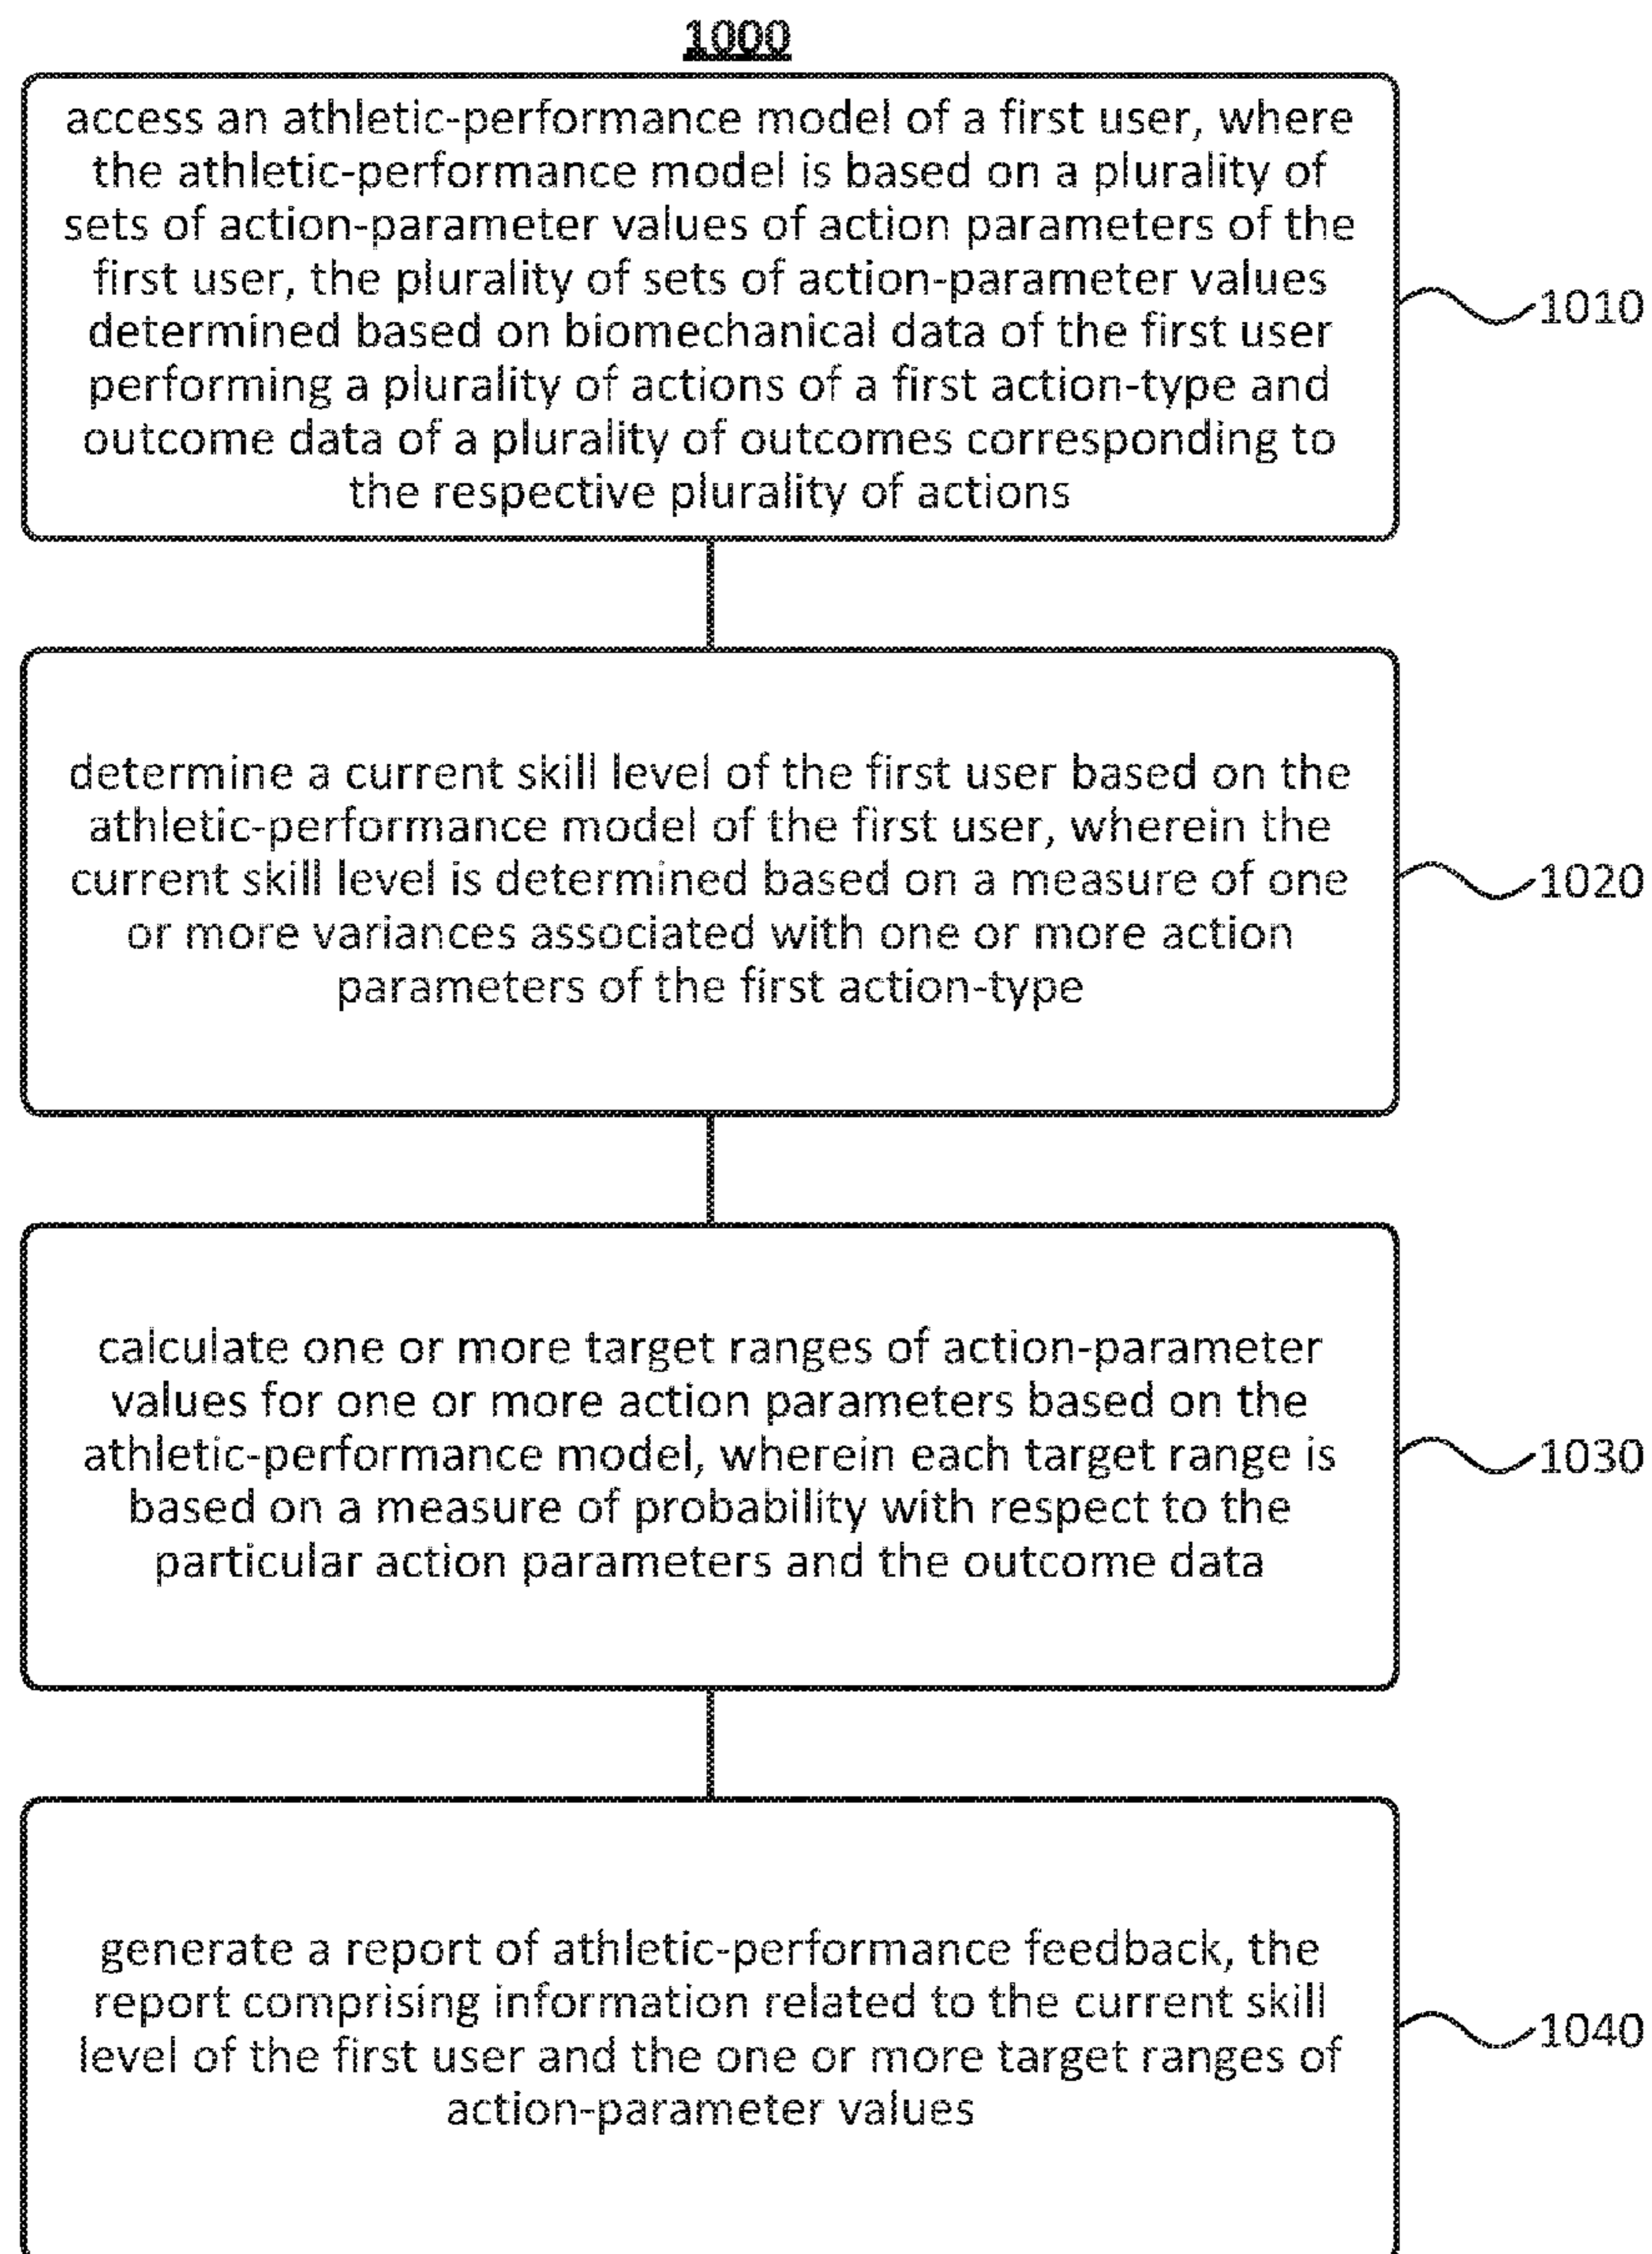 1000
access an athletic-performance model of a first user, where
the athletic-performance model is based on a plurality of
sets of action-parameter values of action parameters of the
first user, the plurality of sets of action-parameter values
determined based on biomechanical data of the first user
performing a plurality of actions of a first action-type and
outcome data of a plurality of outcomes corresponding to
the respective plurality of actions
1010
determine a current skill level of the first user based on the
athletic-performance model of the first user, wherein the
current skill level is determined based on a measure of one
or more variances associated with one or more action
parameters of the first action-type
1020
calculate one or more target ranges of action-parameter
values for one or more action parameters based on the
athletic-performance model, wherein each target range is
based on a measure of probability with respect to the
particular action parameters and the outcome data
1030
generate a report of athletic-performance feedback, the
report comprising information related to the current skill
level of the first user and the one or more target ranges of
action-parameter values
1040